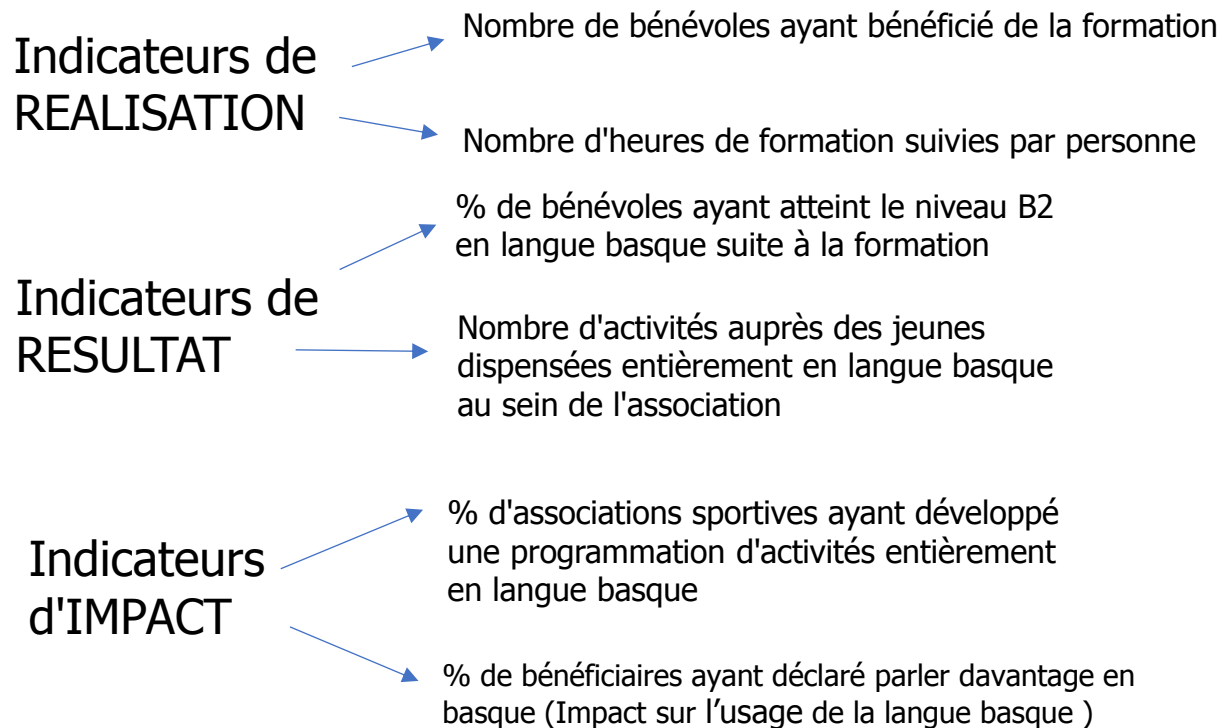 Indicateurs de
REALISATION
Nombre de bénévoles ayant bénéficié de la formation
Nombre d'heures de formation suivies par personne
Indicateurs de
RESULTAT
% de bénévoles ayant atteint le niveau B2
en langue basque suite à la formation
Nombre d'activités auprès des jeunes
dispensées entièrement en langue basque
au sein de l'association
Indicateurs
d'IMPACT
% d'associations sportives ayant développé
une programmation d'activités entièrement
en langue basque
% de bénéficiaires ayant déclaré parler davantage en
basque (Impact sur l’usage de la langue basque )